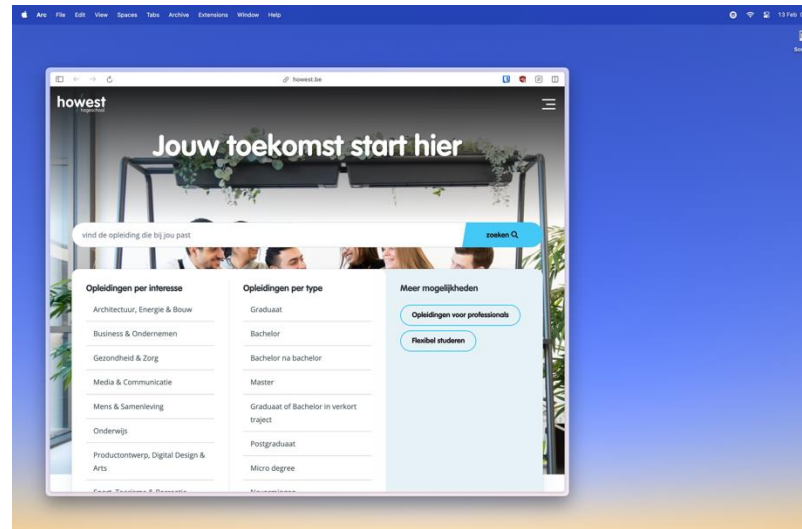 Arc File Edit View Spaces Tabs Archive Extensions Window Help
13 Feb
howest.be
howest
hogeschool
Jouw toekomst start hier
vind de opleiding die bij jou past
zoeken
Opleidingen per interesse
Architectuur, Energie & Bouw
Business & Ondernemen
Gezondheid & Zorg
Media & Communicatie
Mens & Samenleving
Onderwijs
Productontwerp, Digital Design &
Arts
Sport, Toerisme & Recreatie
Opleidingen per type
Graduaat
Bachelor
Bachelor na bachelor
Master
Graduaat of Bachelor in verkort
traject
Postgraduaat
Micro degree
Meer mogelijkheden
Opleidingen voor professionals
Flexibel studeren